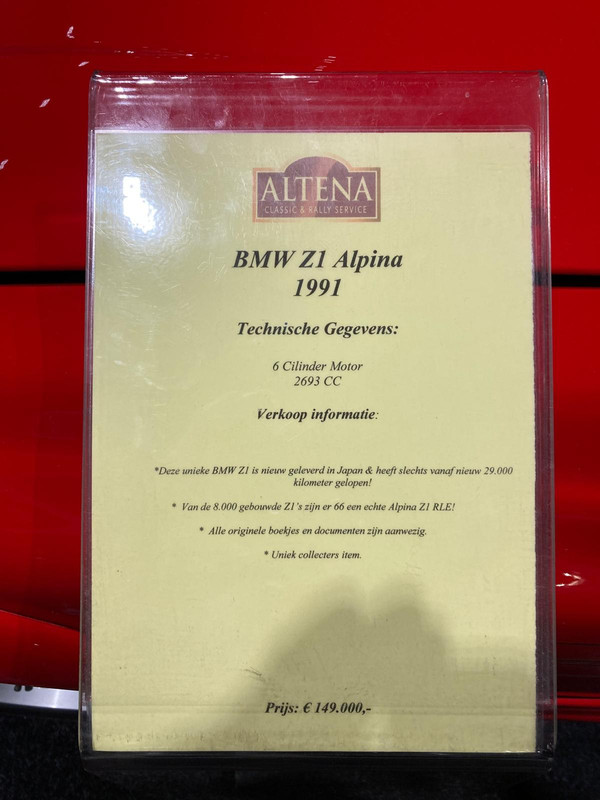 ALTENA
CLASSIC & RALLY SERVICE
BMW Z1 Alpina
1991
Technische Gegevens:
6 Cilinder Motor
2693 CC
Verkoop informatie:
*Deze unieke BMW Z1 is nieuw geleverd in Japan & heeft slechts vanaf nieuw 29.000
kilometer gelopen!
* Van de 8.000 gebouwde Z1's zijn er 66 een echte Alpina Z1 RLE!
* Alle originele boekjes en documenten zijn aanwezig.
* Uniek collecters item.
Prijs: € 149.000,-